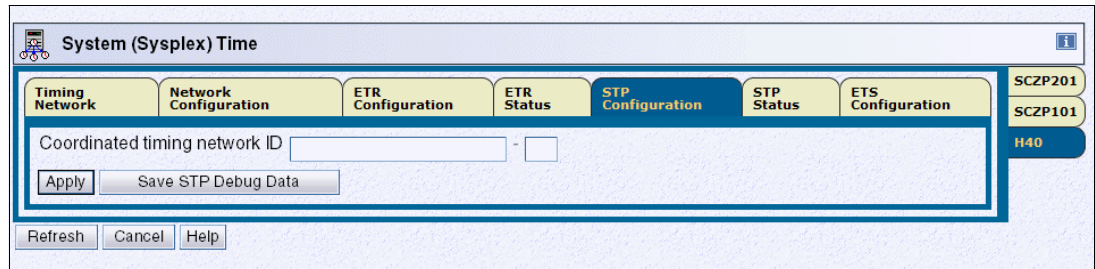 System (Sysplex) Time
i
Timing Network
Network Configuration
ETR Configuration
ETR Status
STP Configuration
STP Status
ETS Configuration
SCZP201
SCZP101
H40
Coordinated timing network ID -
Apply Save STP Debug Data
Refresh Cancel Help